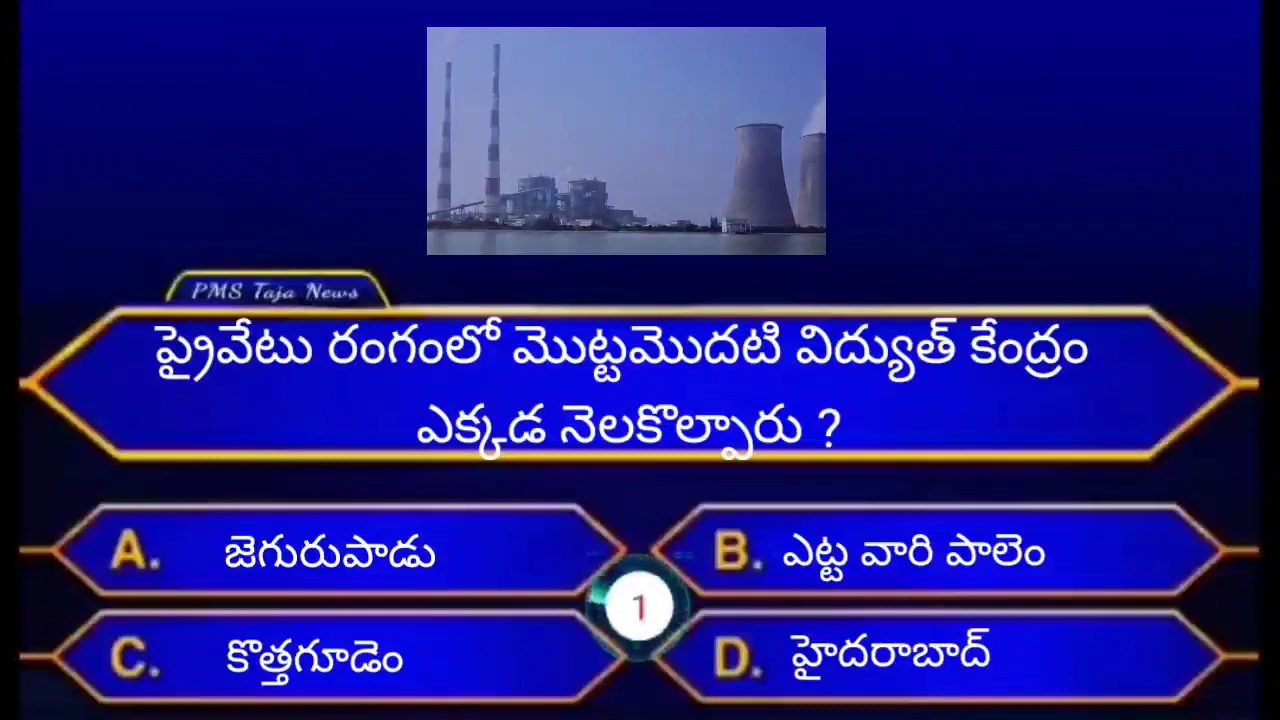 PMS Taja News
ప్రైవేటు రంగంలో మొట్టమొదటి విద్యుత్ కేంద్రం
ఎక్కడ నెలకొల్పారు ?
A. జెగురుపాడు
B. ఎట్ట వారి పాలెం
1
C. కొత్తగూడెం
D. హైదరాబాద్